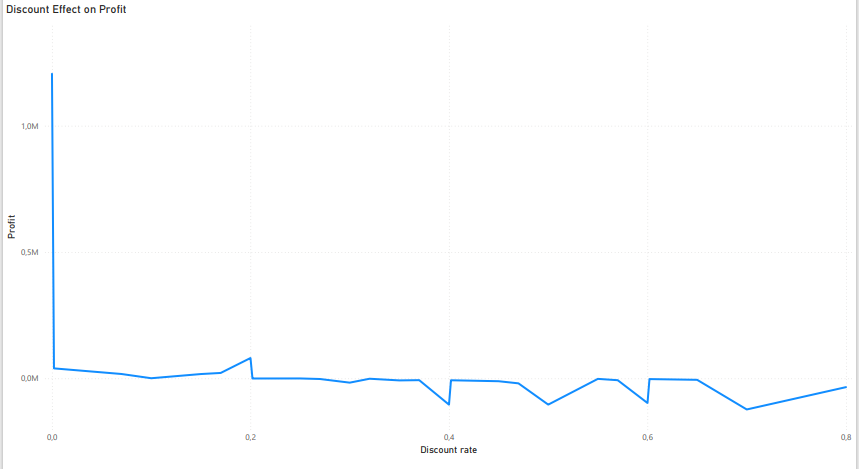 Discount Effect on Profit
1,0M
0,5M
0,0M
Profit
0,0 0,2 0,4 0,6 0,8
Discount rate